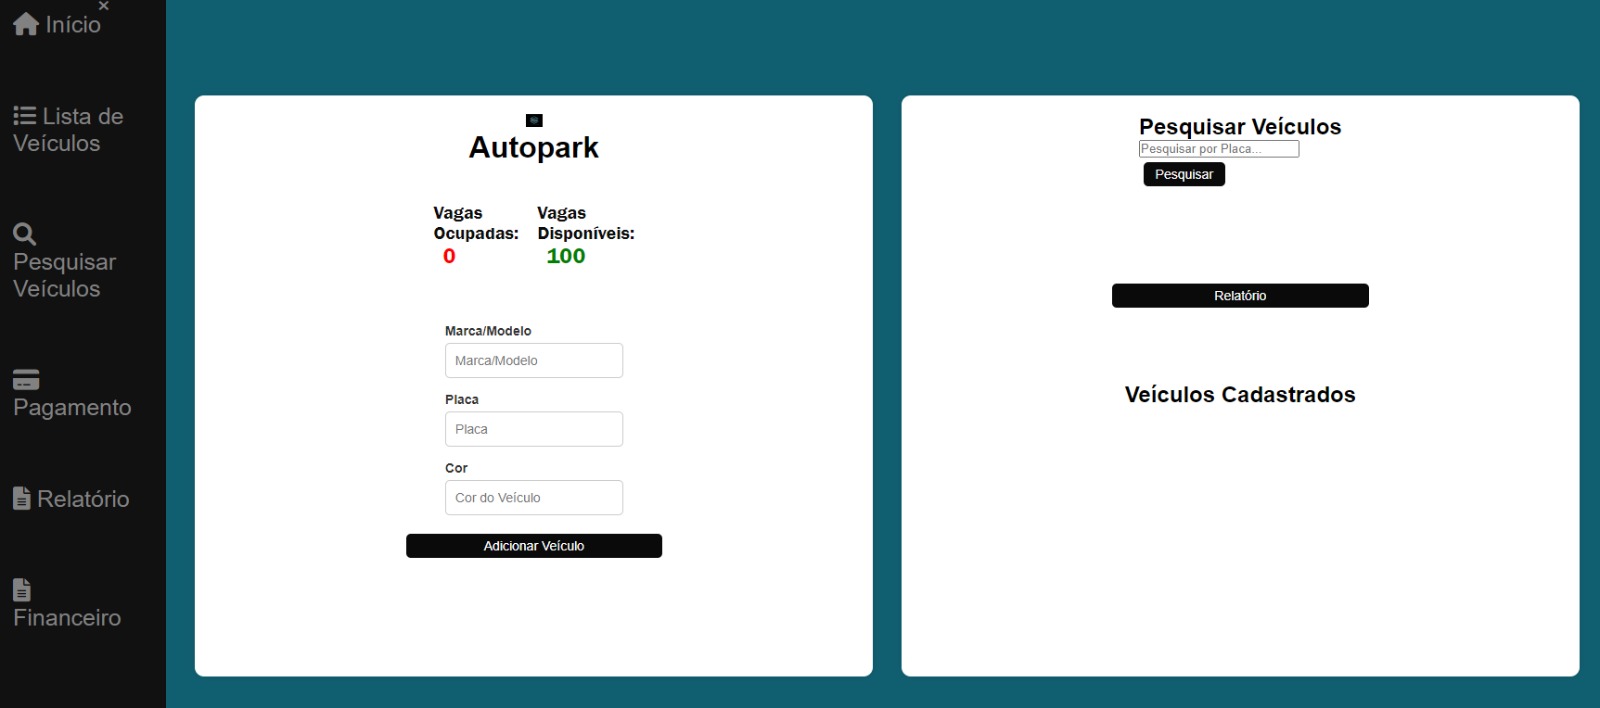 ×
Início
Lista de
Veículos
Pesquisar
Veículos
Pagamento
Relatório
Financeiro
Autopark
Vagas
Ocupadas:
0
Vagas
Disponíveis:
100
Marca/Modelo
Marca/Modelo
Placa
Placa
Cor
Cor do Veículo
Adicionar Veículo
Pesquisar Veículos
Pesquisar por Placa...
Pesquisar
Relatório
Veículos Cadastrados